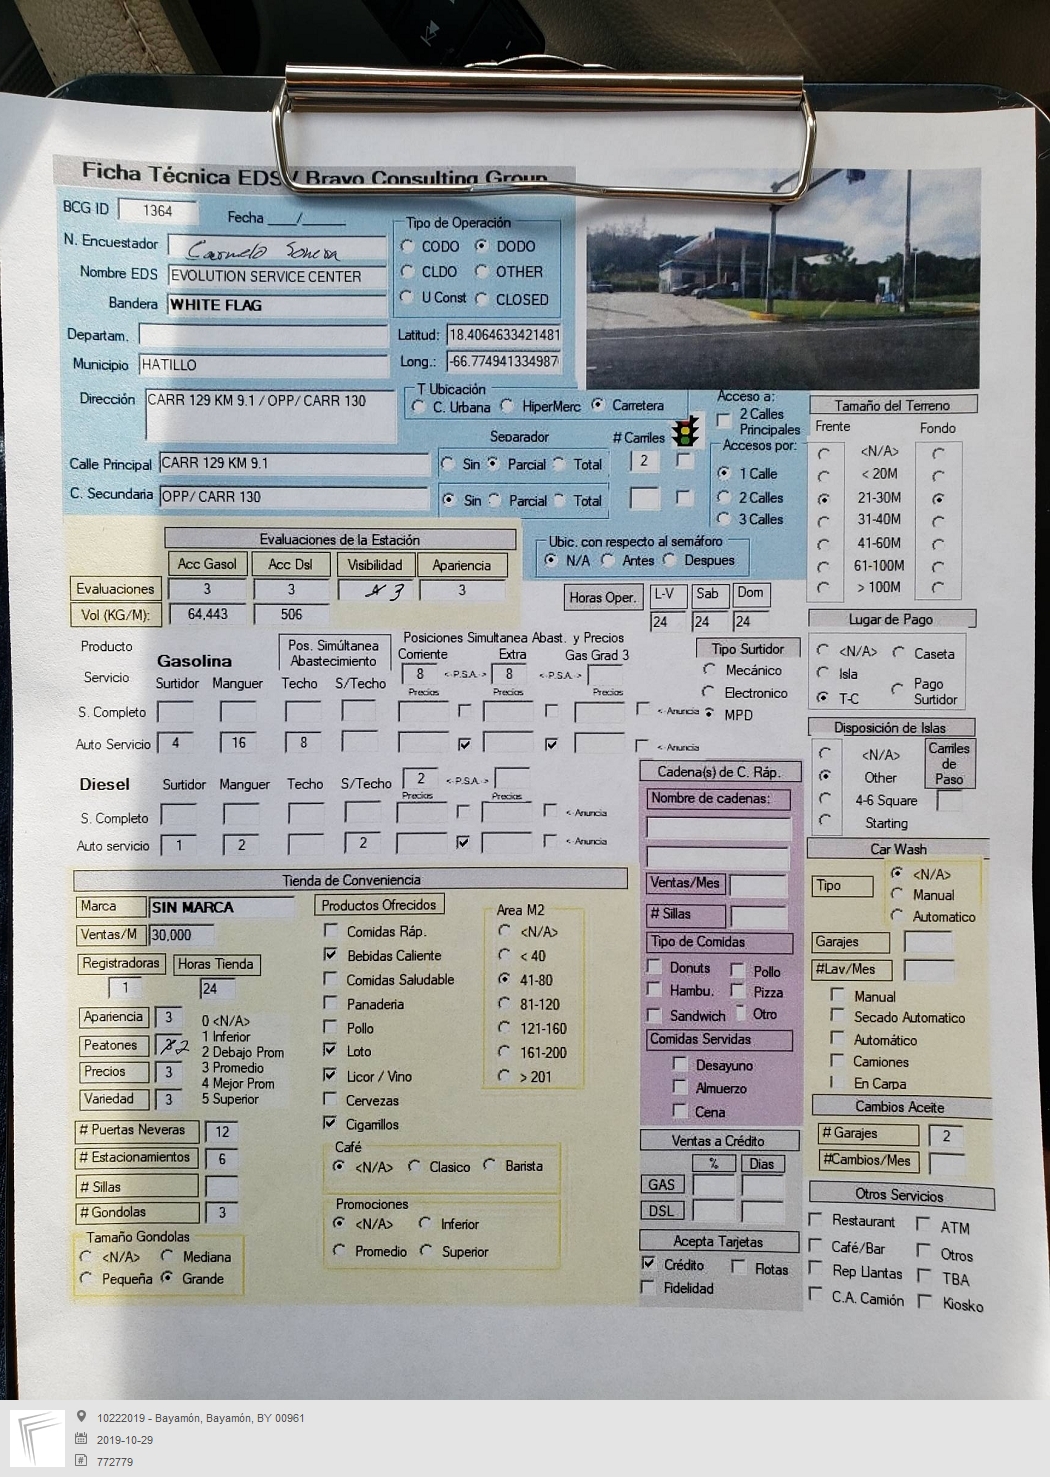 Ficha Técnica EDS / Bravo Consulting Group
BCG ID 1364
Fecha ___/______
N. Encuestador Carmelo
Nombre EDS EVOLUTION SERVICE CENTER
Bandera WHITE FLAG
Departam.
Municipio HATILLO
Dirección CARR 129 KM 9.1 / OPP/ CARR 130
Calle Principal CARR 129 KM 9.1
C. Secundaria OPP/ CARR 130
Tipo de Operación
CODO DODO
CLDO OTHER
U Const CLOSED
Latitud: 18.4064633421481
Long.: -66.774941334987
T Ubicación
C. Urbana HiperMerc Carretera
Separador # Carriles
Sin Parcial Total 2
Sin Parcial Total
Acceso a:
2 Calles
Principales
Accesos por:
1 Calle
2 Calles
3 Calles
Ubic. con respecto al semáforo
N/A Antes Despues
Tamaño del Terreno
Frente Fondo
<N/A>
< 20M
21-30M
31-40M
41-60M
61-100M
> 100M
Evaluaciones de la Estación
Acc Gasol Acc Dsl Visibilidad Apariencia
Evaluaciones 3 3 3 3
Vol (KG/M): 64,443 506
Horas Oper. L-V Sab Dom
24 24 24
Lugar de Pago
<N/A> Caseta
Isla
T-C Pago
Surtidor
Producto
Servicio
Gasolina
Pos. Simúltanea
Abastecimiento
Posiciones Simultanea Abast. y Precios
Corriente Extra Gas Grad 3
8 <-P.S.A.-> 8 <-P.S.A.->
Surtidor Manguer Techo S/Techo
Precios Precios Precios
S. Completo <- Anuncia
Auto Servicio 4 16 8 <- Anuncia
Tipo Surtidor
Mecánico
Electronico
MPD
Disposición de Islas
<N/A>
Other
4-6 Square
Starting
Carriles
de
Paso
Diesel Surtidor Manguer Techo S/Techo
2 <-P.S.A.->
Precios Precios
S. Completo <- Anuncia
Auto servicio 1 2 2 <- Anuncia
Cadena(s) de C. Ráp.
Nombre de cadenas:
Ventas/Mes
# Sillas
Tipo de Comidas
Donuts Pollo
Hambu. Pizza
Sandwich Otro
Comidas Servidas
Desayuno
Almuerzo
Cena
Ventas a Crédito
% Dias
GAS
DSL
Acepta Tarjetas
Crédito Flotas
Fidelidad
Car Wash
Tipo
<N/A>
Manual
Automatico
Garajes
#Lav/Mes
Manual
Secado Automatico
Automático
Camiones
En Carpa
Cambios Aceite
# Garajes 2
#Cambios/Mes
Otros Servicios
Restaurant ATM
Café/Bar Otros
Rep Llantas TBA
C.A. Camión Kiosko
Tienda de Conveniencia
Marca SIN MARCA
Ventas/M 30,000
Registradoras Horas Tienda
1 24
Apariencia 3
Peatones 2
Precios 3
Variedad 3
0 <N/A>
1 Inferior
2 Debajo Prom
3 Promedio
4 Mejor Prom
5 Superior
# Puertas Neveras 12
# Estacionamientos 6
# Sillas
# Gondolas 3
Tamaño Gondolas
<N/A> Mediana
Pequeña Grande
Productos Ofrecidos
Comidas Ráp.
Bebidas Caliente
Comidas Saludable
Panaderia
Pollo
Loto
Licor / Vino
Cervezas
Cigarrillos
Area M2
<N/A>
< 40
41-80
81-120
121-160
161-200
> 201
Café
<N/A> Clasico Barista
Promociones
<N/A> Inferior
Promedio Superior
10222019 - Bayamón, Bayamón, BY 00961
2019-10-29
772779